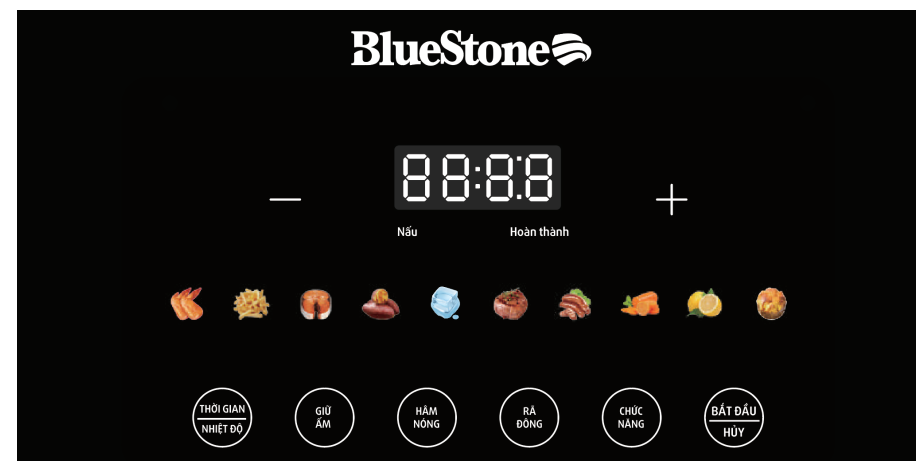 BlueStone
88:8.8
Nấu
Hoàn thành
THỜI GIAN
NHIỆT ĐỘ
GIỮ
ẤM
HÂM
NÓNG
RÃ
ĐÔNG
CHỨC
NĂNG
BẮT ĐẦU
HỦY